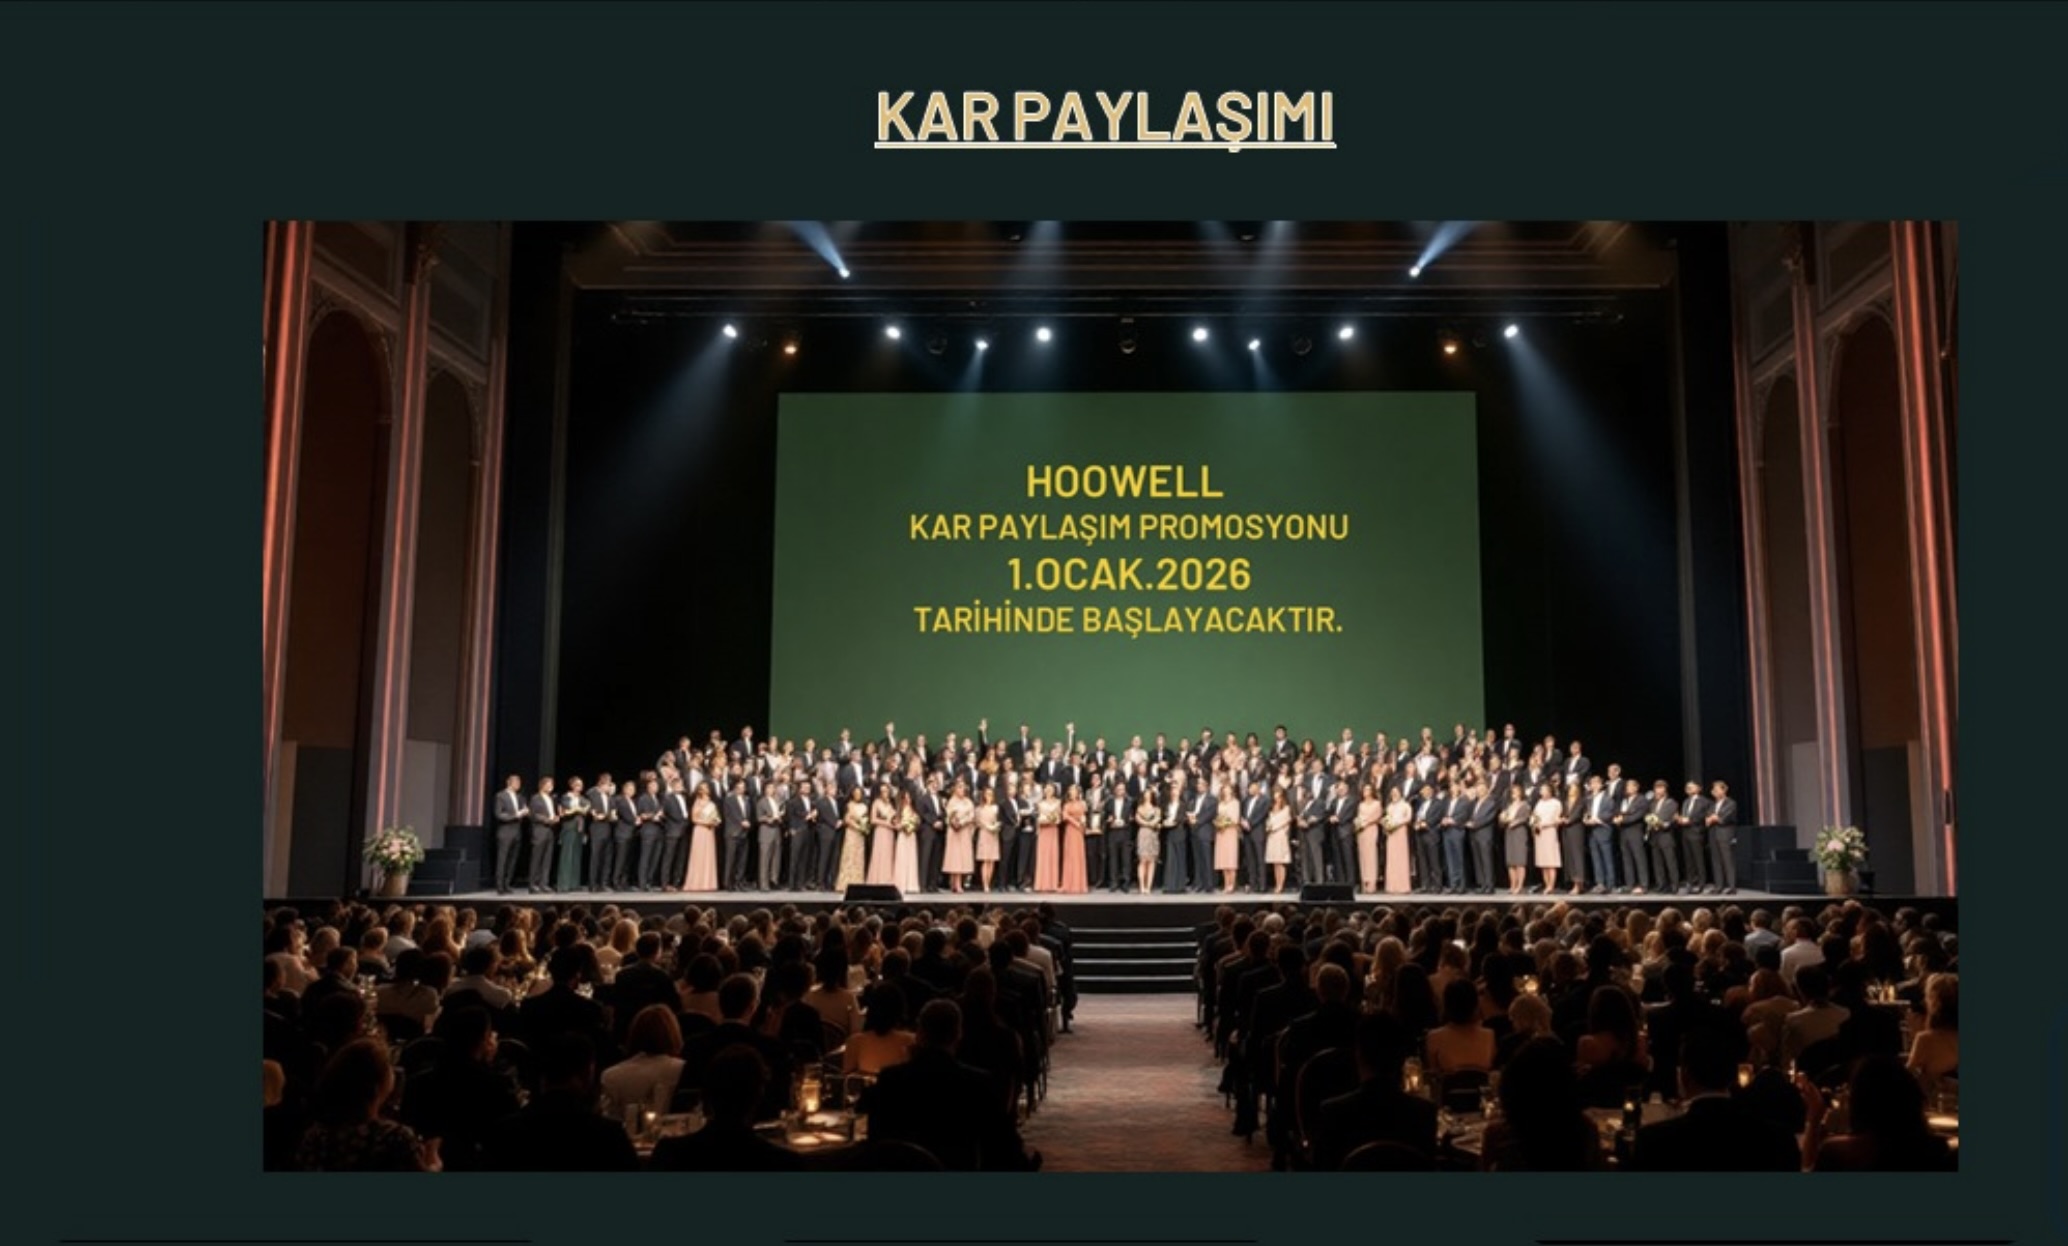 KAR PAYLAŞIMI
HOOWELL
KAR PAYLAŞIM PROMOSYONU
1.OCAK.2026
TARİHİNDE BAŞLAYACAKTIR.